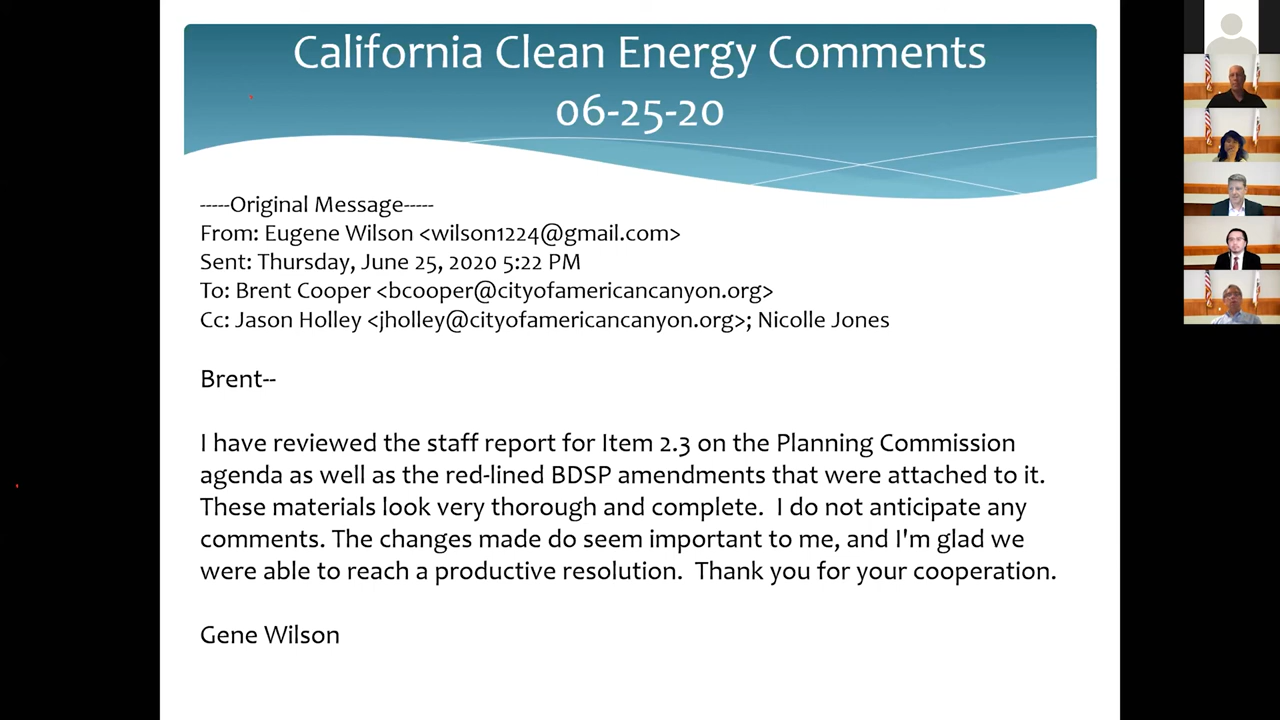 California Clean Energy Comments
06-25-20
-----Original Message-----
From: Eugene Wilson <wilson1224@gmail.com>
Sent: Thursday, June 25, 2020 5:22 PM
To: Brent Cooper <bcooper@cityofamericancanyon.org>
Cc: Jason Holley <jholley@cityofamericancanyon.org>; Nicolle Jones
Brent--
I have reviewed the staff report for Item 2.3 on the Planning Commission
agenda as well as the red-lined BDSP amendments that were attached to it.
These materials look very thorough and complete.  I do not anticipate any
comments. The changes made do seem important to me, and I'm glad we
were able to reach a productive resolution.  Thank you for your cooperation.
Gene Wilson